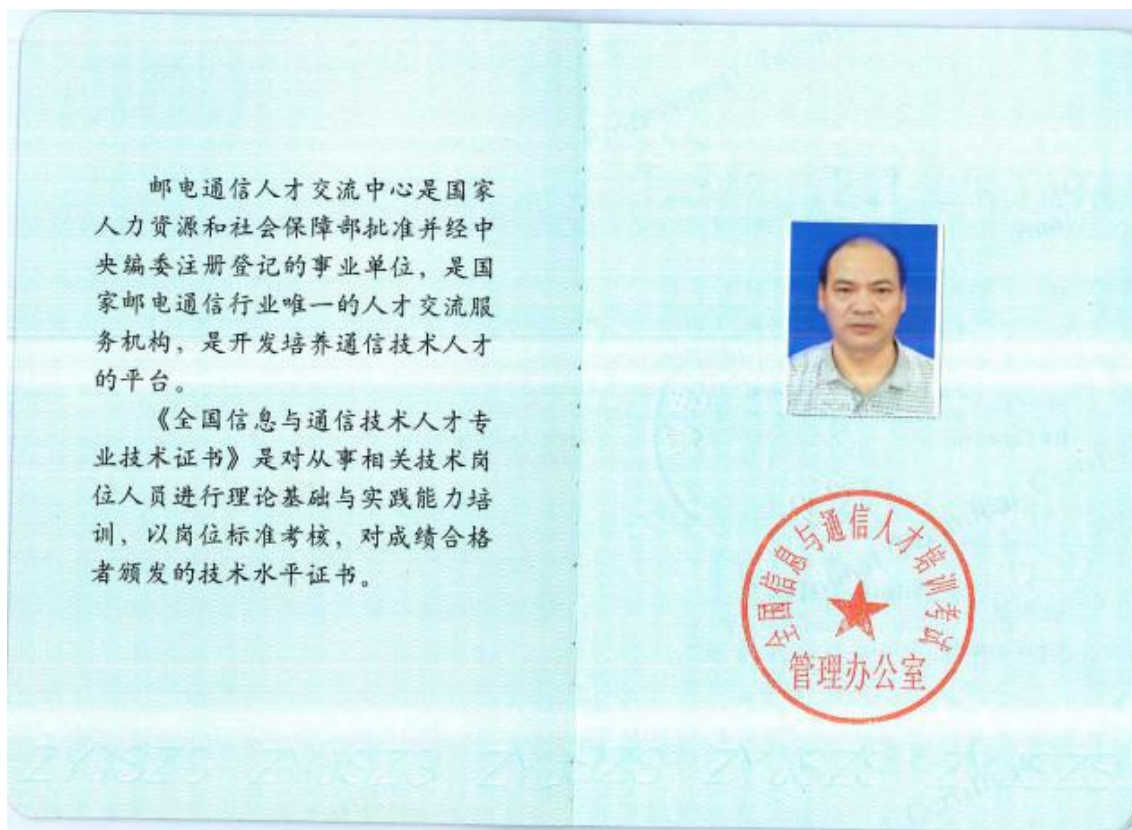 邮电通信人才交流中心是国家
人力资源和社会保障部批准并经中
央编委注册登记的事业单位，是国
家邮电通信行业唯一的人才交流服
务机构，是开发培养通信技术人才
的平台。
《全国信息与通信技术人才专
业技术证书》是对从事相关技术岗
位人员进行理论基础与实践能力培
训，以岗位标准考核，对成绩合格
者颁发的技术水平证书。
全国信息与通信人才培训考试
管理办公室